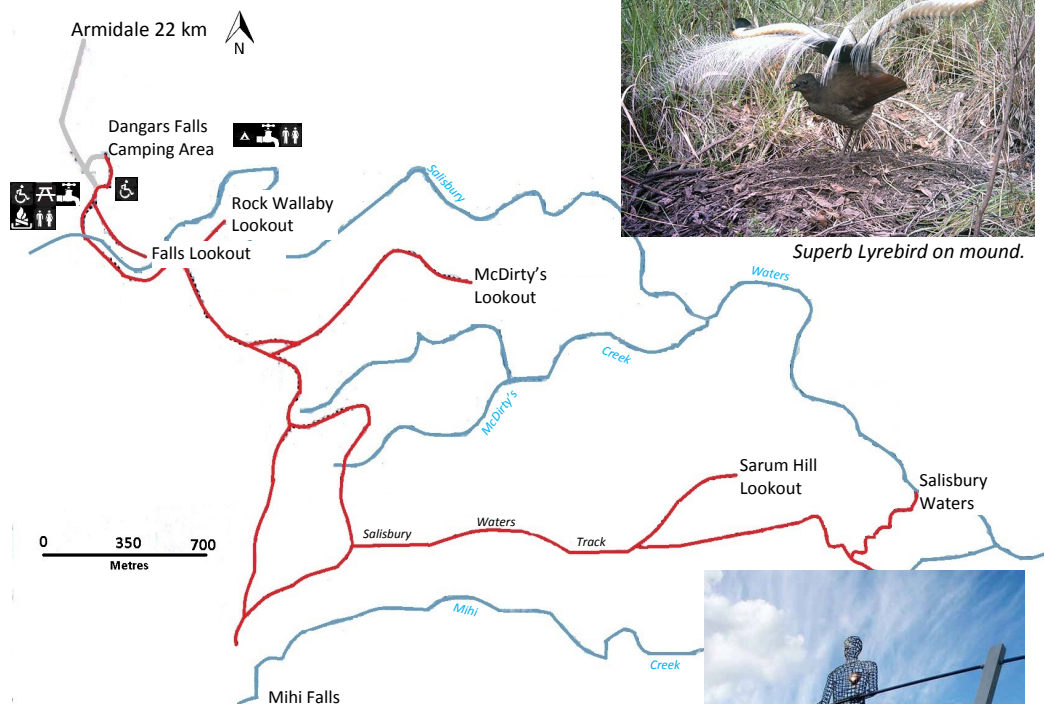 Armidale 22 km
N
Dangars Falls
Camping Area
Rock Wallaby
Lookout
Falls Lookout
Salisbury
Superb Lyrebird on mound.
McDirty's
Lookout
Waters
Creek
McDirty's
Sarum Hill
Lookout
Salisbury
Waters
Salisbury
Waters
Track
0 350 700
Metres
Mihi
Creek
Mihi Falls